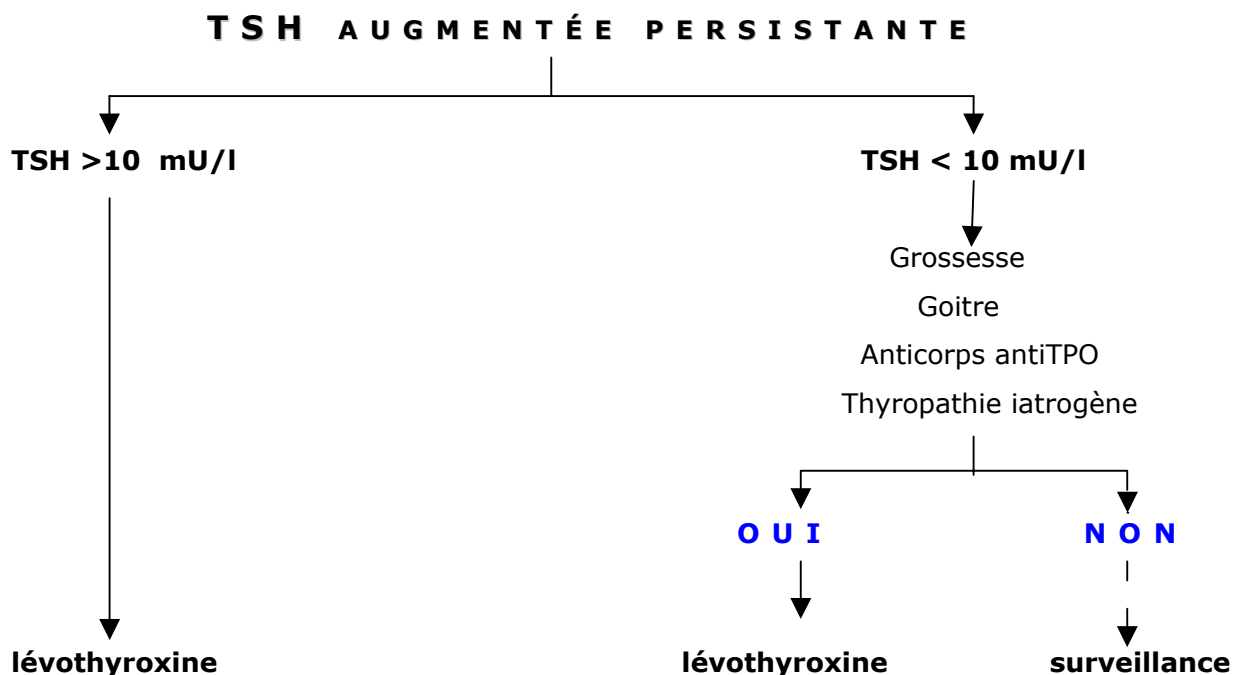 TSH AUGMENTÉE PERSISTANTE
TSH >10 mU/l
TSH < 10 mU/l
Grossesse
Goitre
Anticorps antiTPO
Thyropathie iatrogène
OUI
NON
lévothyroxine
lévothyroxine
surveillance